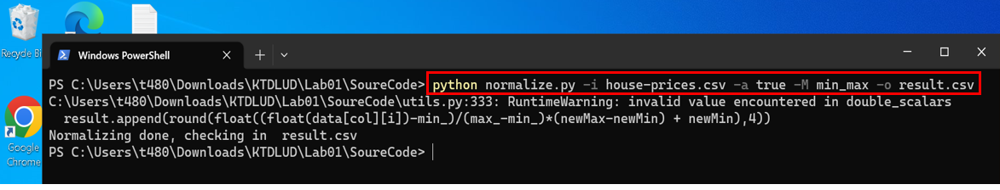 Recycle Bi
Windows PowerShell
PS C:\Users\t480\Downloads\KTDLUD\Lab01\SoureCode> python normalize.py -i house-prices.csv -a true -M min_max -o result.csv
C:\Users\t480\Downloads\KTDLUD\Lab01\SoureCode\utils.py:333: RuntimeWarning: invalid value encountered in double_scalars
  result.append(round(float((float(data[col][i])-min_)/(max_-min_)*(newMax-newMin) + newMin),4))
Normalizing done, checking in  result.csv
PS C:\Users\t480\Downloads\KTDLUD\Lab01\SoureCode>
Google
Chrome